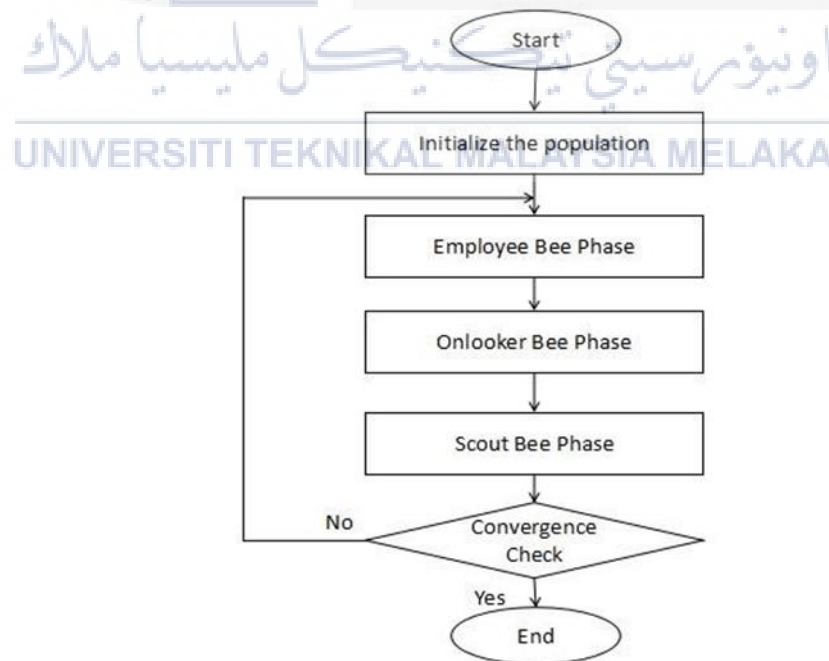 Start
اونيۏرسيتي تيكنيكل مليسيا ملاك
Initialize the population
UNIVERSITI TEKNIKAL MALAYSIA MELAKA
Employee Bee Phase
Onlooker Bee Phase
Scout Bee Phase
No
Convergence
Check
Yes
End